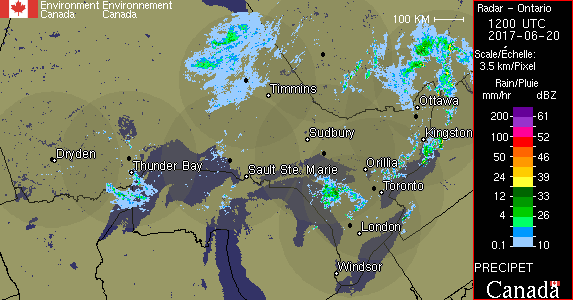 Environment Environnement
Canada Canada
100 KM
Timmins
Ottawa
Sudbury
Kingston
Dryden
Thunder Bay
Sault Ste. Marie
Orillia
Toronto
London
Windsor
Radar - Ontario
1200 UTC
2017-06-20
Scale/Échelle:
3.5 km/Pixel
Rain/Pluie
mm/hr dBZ
200 61
100 52
50 46
24 39
12 33
4 26
0.1 10
PRECIPET
Canada